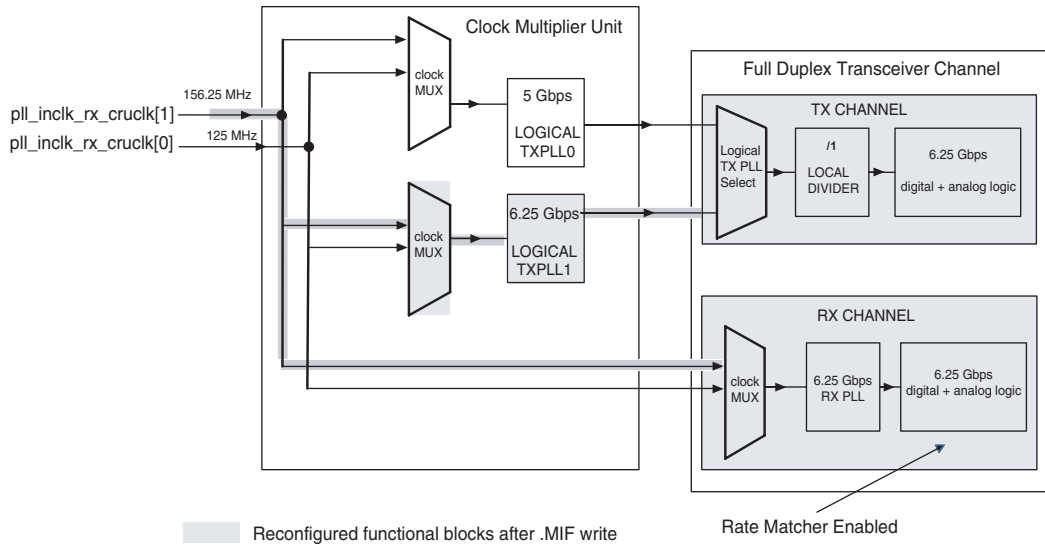 Clock Multiplier Unit
156.25 MHz
pll_inclk_rx_cruclk[1]
pll_inclk_rx_cruclk[0]
125 MHz
clock
MUX
5 Gbps
LOGICAL
TXPLL0
clock
MUX
6.25 Gbps
LOGICAL
TXPLL1
Full Duplex Transceiver Channel
TX CHANNEL
Logical
TX PLL
Select
/1
LOCAL
DIVIDER
6.25 Gbps
digital + analog logic
RX CHANNEL
clock
MUX
6.25 Gbps
RX PLL
6.25 Gbps
digital + analog logic
Reconfigured functional blocks after .MIF write
Rate Matcher Enabled